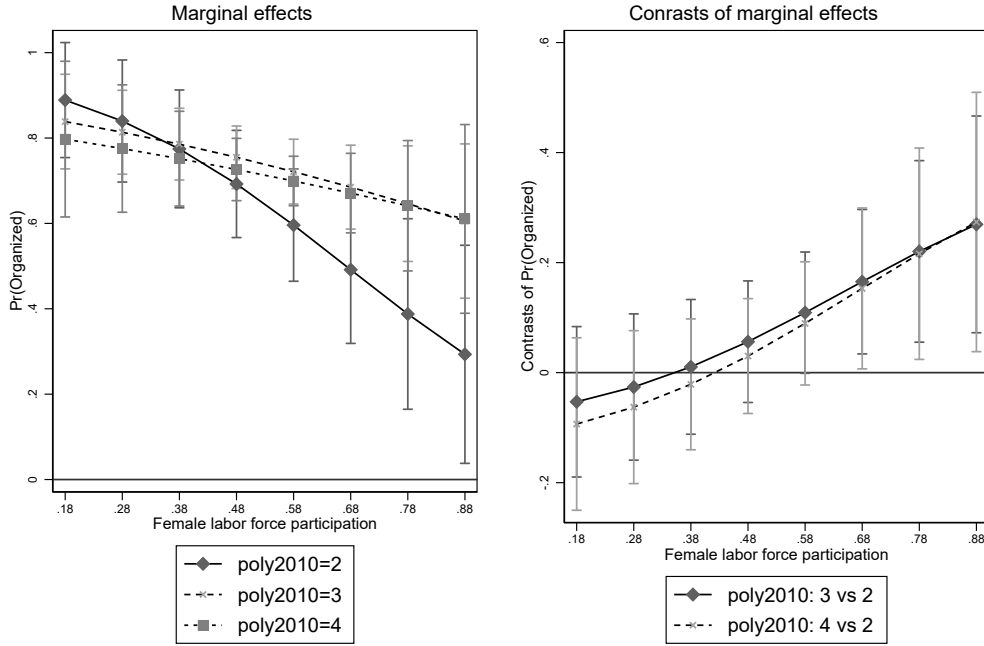 Marginal effects
Pr(Organized)
1
.8
.6
.4
.2
0
.18 .28 .38 .48 .58 .68 .78 .88
Female labor force participation
poly2010=2
poly2010=3
poly2010=4
Conrasts of marginal effects
Contrasts of Pr(Organized)
.6
.4
.2
0
-.2
.18 .28 .38 .48 .58 .68 .78 .88
Female labor force participation
poly2010: 3 vs 2
poly2010: 4 vs 2